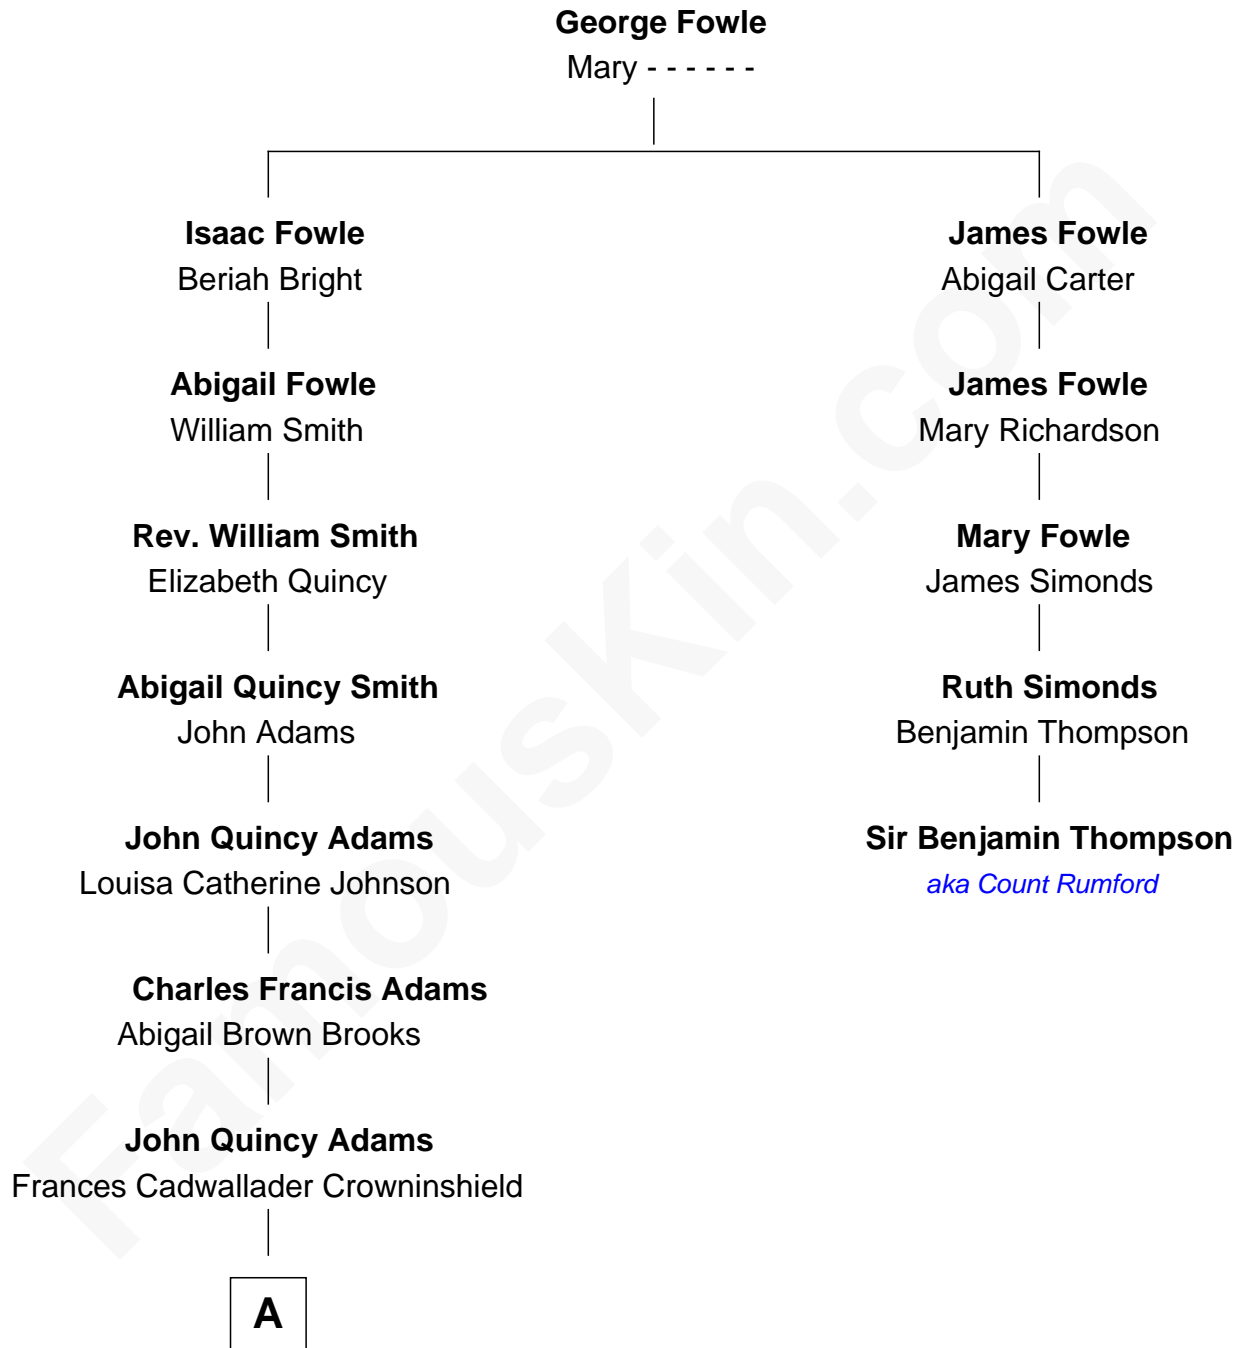 George Fowle
Mary - - - - - -
Isaac Fowle
Beriah Bright
James Fowle
Abigail Carter
Abigail Fowle
William Smith
James Fowle
Mary Richardson
Rev. William Smith
Elizabeth Quincy
Mary Fowle
James Simonds
Abigail Quincy Smith
John Adams
Ruth Simonds
Benjamin Thompson
John Quincy Adams
Louisa Catherine Johnson
Sir Benjamin Thompson
aka Count Rumford
Charles Francis Adams
Abigail Brown Brooks
John Quincy Adams
Frances Cadwallader Crowninshield
A
FamousKin.com